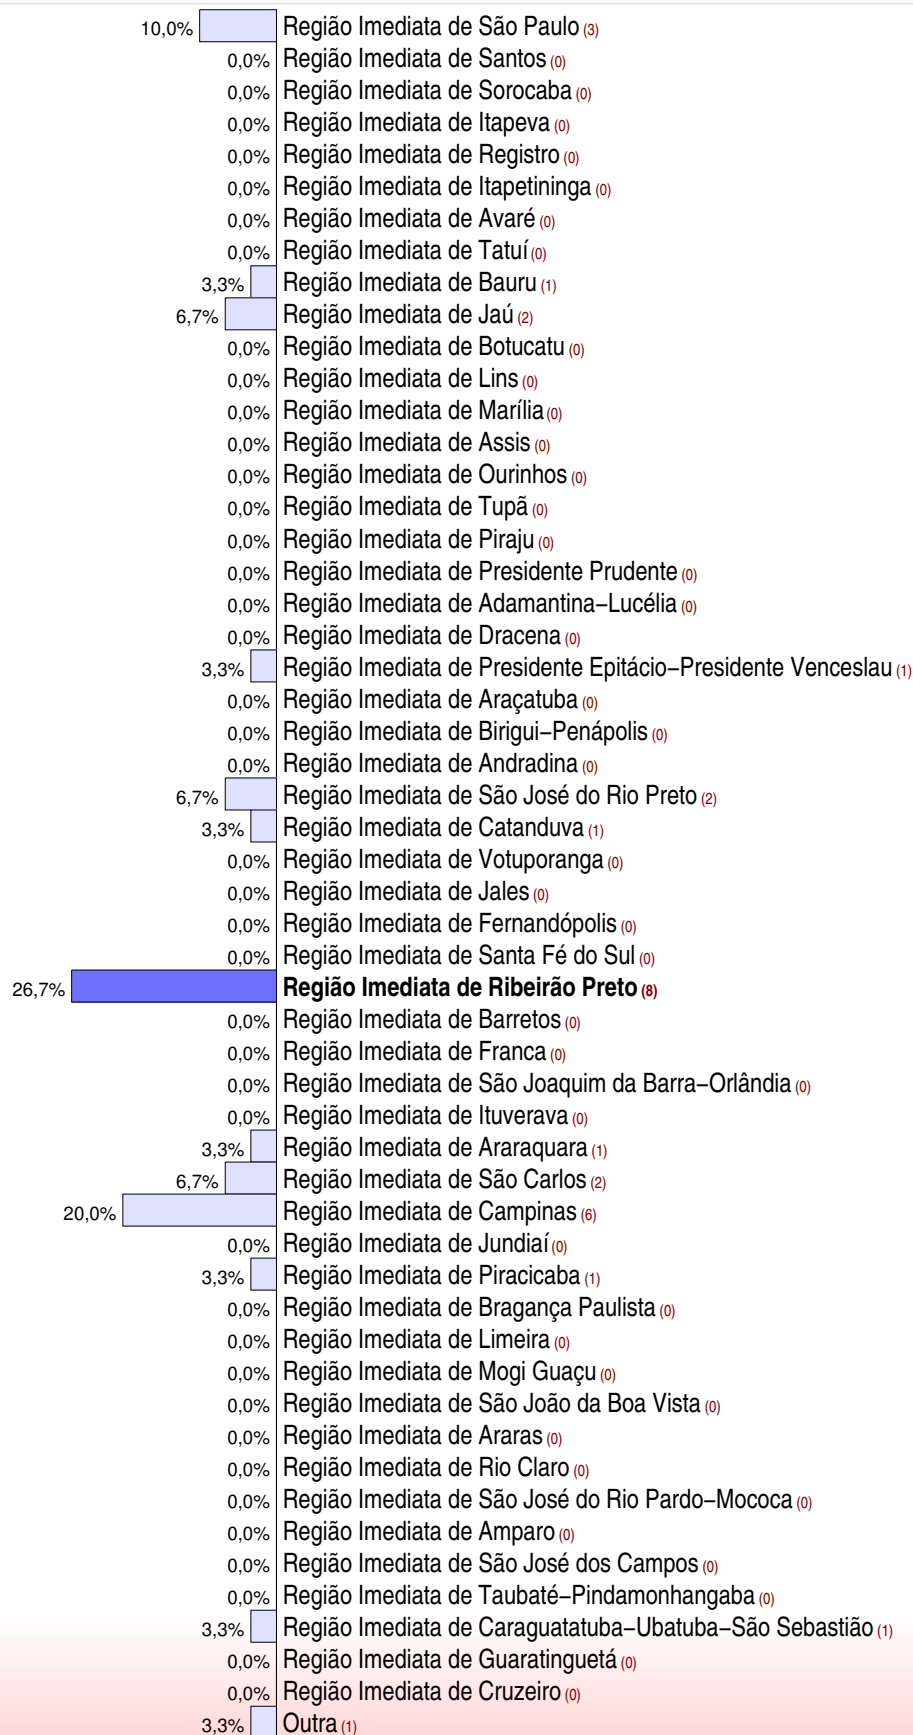 10,0% Região Imediata de São Paulo (3)
0,0% Região Imediata de Santos (0)
0,0% Região Imediata de Sorocaba (0)
0,0% Região Imediata de Itapeva (0)
0,0% Região Imediata de Registro (0)
0,0% Região Imediata de Itapetininga (0)
0,0% Região Imediata de Avaré (0)
0,0% Região Imediata de Tatuí (0)
3,3% Região Imediata de Bauru (1)
6,7% Região Imediata de Jaú (2)
0,0% Região Imediata de Botucatu (0)
0,0% Região Imediata de Lins (0)
0,0% Região Imediata de Marília (0)
0,0% Região Imediata de Assis (0)
0,0% Região Imediata de Ourinhos (0)
0,0% Região Imediata de Tupã (0)
0,0% Região Imediata de Piraju (0)
0,0% Região Imediata de Presidente Prudente (0)
0,0% Região Imediata de Adamantina−Lucélia (0)
0,0% Região Imediata de Dracena (0)
3,3% Região Imediata de Presidente Epitácio−Presidente Venceslau (1)
0,0% Região Imediata de Araçatuba (0)
0,0% Região Imediata de Birigui−Penápolis (0)
0,0% Região Imediata de Andradina (0)
6,7% Região Imediata de São José do Rio Preto (2)
3,3% Região Imediata de Catanduva (1)
0,0% Região Imediata de Votuporanga (0)
0,0% Região Imediata de Jales (0)
0,0% Região Imediata de Fernandópolis (0)
0,0% Região Imediata de Santa Fé do Sul (0)
26,7% Região Imediata de Ribeirão Preto (8)
0,0% Região Imediata de Barretos (0)
0,0% Região Imediata de Franca (0)
0,0% Região Imediata de São Joaquim da Barra−Orlândia (0)
0,0% Região Imediata de Ituverava (0)
3,3% Região Imediata de Araraquara (1)
6,7% Região Imediata de São Carlos (2)
20,0% Região Imediata de Campinas (6)
0,0% Região Imediata de Jundiaí (0)
3,3% Região Imediata de Piracicaba (1)
0,0% Região Imediata de Bragança Paulista (0)
0,0% Região Imediata de Limeira (0)
0,0% Região Imediata de Mogi Guaçu (0)
0,0% Região Imediata de São João da Boa Vista (0)
0,0% Região Imediata de Araras (0)
0,0% Região Imediata de Rio Claro (0)
0,0% Região Imediata de São José do Rio Pardo−Mococa (0)
0,0% Região Imediata de Amparo (0)
0,0% Região Imediata de São José dos Campos (0)
0,0% Região Imediata de Taubaté−Pindamonhangaba (0)
3,3% Região Imediata de Caraguatatuba−Ubatuba−São Sebastião (1)
0,0% Região Imediata de Guaratinguetá (0)
0,0% Região Imediata de Cruzeiro (0)
3,3% Outra (1)